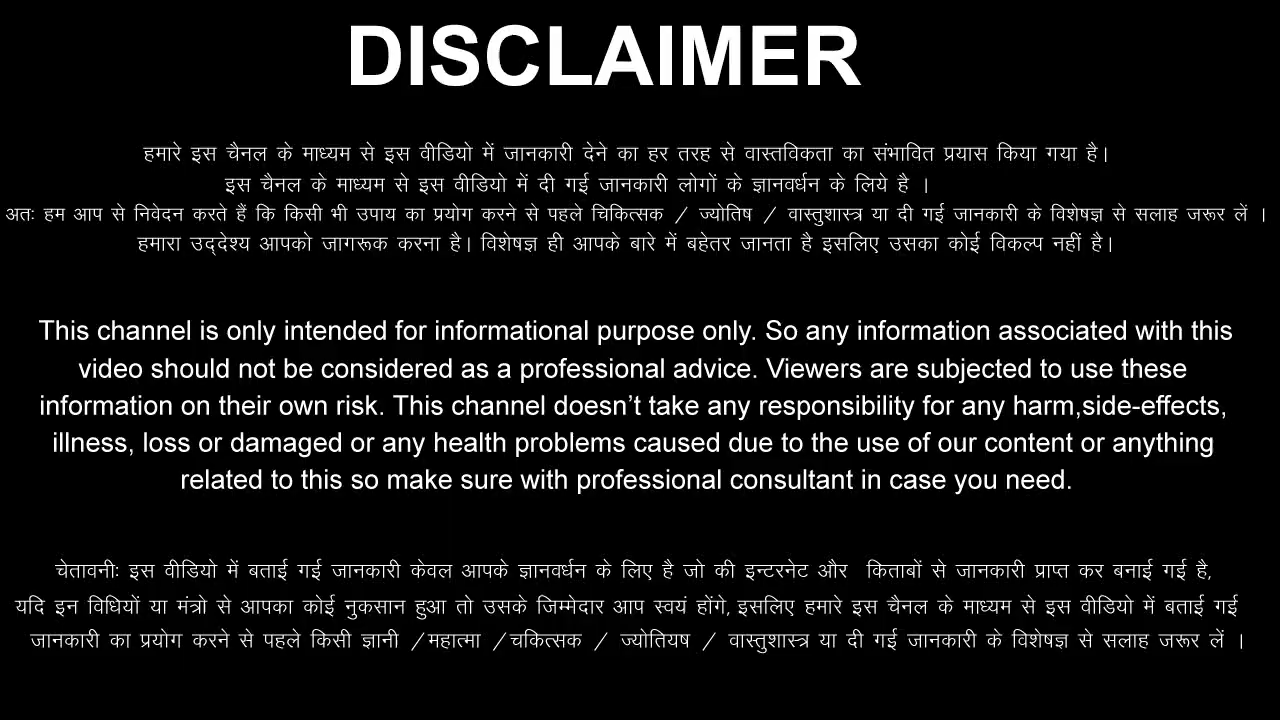 DISCLAIMER
हमारे इस चैनल के माध्यम से इस वीडियो में जानकारी देने का हर तरह से वास्तविकता का संभावित प्रयास किया गया है।
इस चैनल के माध्यम से इस वीडियो में दी गई जानकारी लोगों के ज्ञानवर्धन के लिये है ।
अतः हम आप से निवेदन करते हैं कि किसी भी उपाय का प्रयोग करने से पहले चिकित्सक / ज्योतिष / वास्तुशास्त्र या दी गई जानकारी के विशेषज्ञ से सलाह जरूर लें ।
हमारा उद्देश्य आपको जागरूक करना है। विशेषज्ञ ही आपके बारे में बहेतर जानता है इसलिए उसका कोई विकल्प नहीं है।
This channel is only intended for informational purpose only. So any information associated with this
video should not be considered as a professional advice. Viewers are subjected to use these
information on their own risk. This channel doesn’t take any responsibility for any harm,side-effects,
illness, loss or damaged or any health problems caused due to the use of our content or anything
related to this so make sure with professional consultant in case you need.
चेतावनीः इस वीडियो में बताई गई जानकारी केवल आपके ज्ञानवर्धन के लिए है जो की इन्टरनेट और किताबों से जानकारी प्राप्त कर बनाई गई है,
यदि इन विधियों या मंत्रो से आपका कोई नुकसान हुआ तो उसके जिम्मेदार आप स्वयं होंगे, इसलिए हमारे इस चैनल के माध्यम से इस वीडियो में बताई गई
जानकारी का प्रयोग करने से पहले किसी ज्ञानी /महात्मा /चकित्सक / ज्योतियष / वास्तुशास्त्र या दी गई जानकारी के विशेषज्ञ से सलाह जरूर लें ।